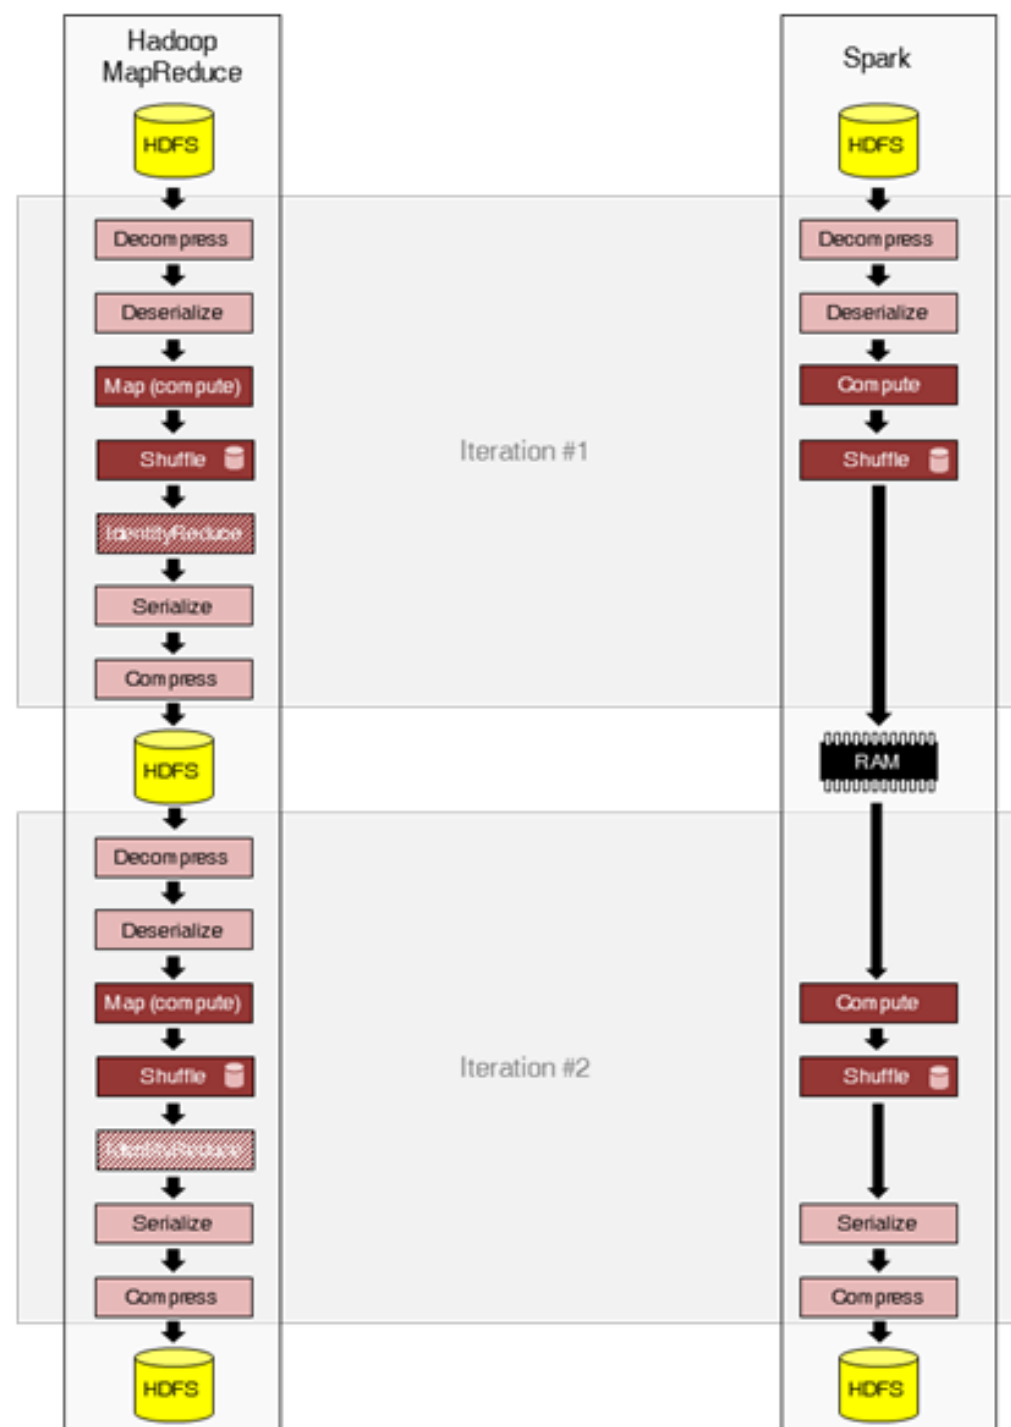 Hadoop
MapReduce
HDFS
Decompress
Deserialize
Map (compute)
Shuffle
IdentityReduce
Serialize
Compress
HDFS
Decompress
Deserialize
Map (compute)
Shuffle
IdentityReduce
Serialize
Compress
HDFS
Iteration #1
Iteration #2
Spark
HDFS
Decompress
Deserialize
Compute
Shuffle
RAM
Compute
Shuffle
Serialize
Compress
HDFS